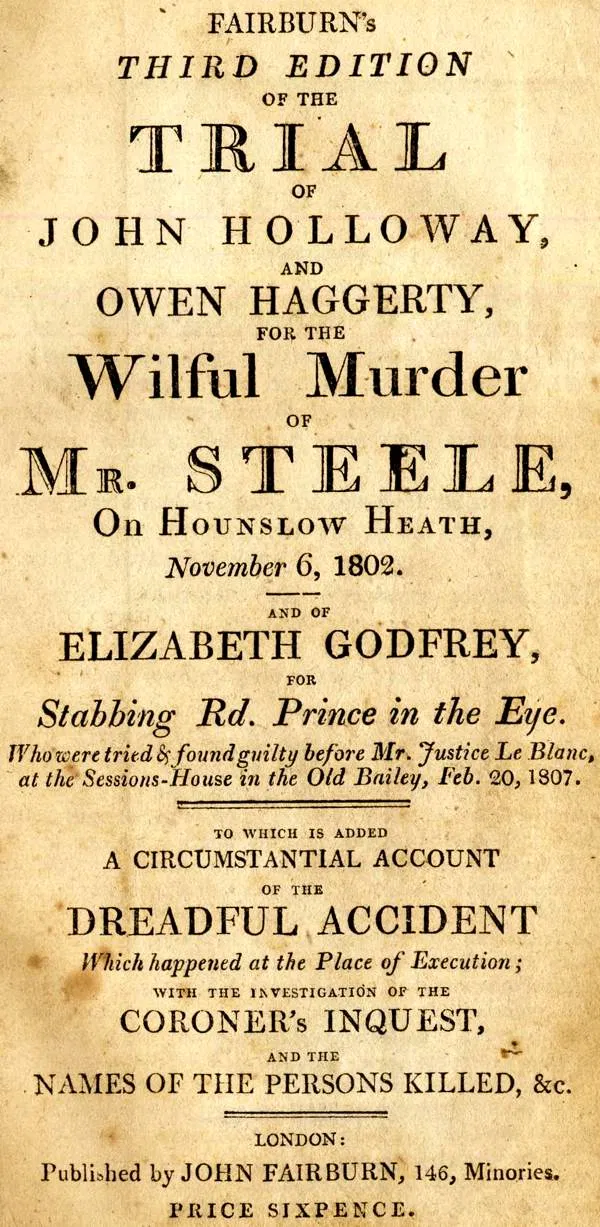 FAIRBURN's
THIRD EDITION
OF THE
TRIAL
OF
JOHN HOLLOWAY,
AND
OWEN HAGGERTY,
FOR THE
Wilful Murder
OF
MR. STEELE,
On HOUNSLOW HEATH,
November 6, 1802.
AND OF
ELIZABETH GODFREY,
FOR
Stabbing Rd. Prince in the Eye.
Who were tried & found guilty before Mr. Justice Le Blanc,
at the Sessions-House in the Old Bailey, Feb. 20, 1807.
TO WHICH IS ADDED
A CIRCUMSTANTIAL ACCOUNT
OF THE
DREADFUL ACCIDENT
Which happened at the Place of Execution;
WITH THE INVESTIGATION OF THE
CORONER's INQUEST,
AND THE
NAMES OF THE PERSONS KILLED, &c.
LONDON:
Published by JOHN FAIRBURN, 146, Minories.
PRICE SIXPENCE.